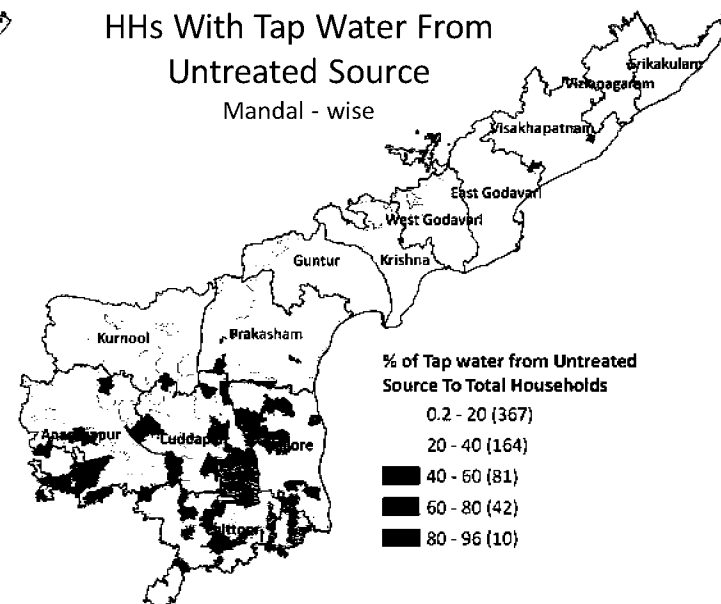 HHs With Tap Water From
Untreated Source
Mandal - wise
Srikakulam
Vizianagaram
Visakhapatnam
East Godavari
West Godavari
Guntur
Krishna
Kurnool
Prakasham
% of Tap water from Untreated
Source To Total Households
0.2 - 20 (367)
20 - 40 (164)
Cuddapa
40 - 60 (81)
60 - 80 (42)
80 - 96 (10)